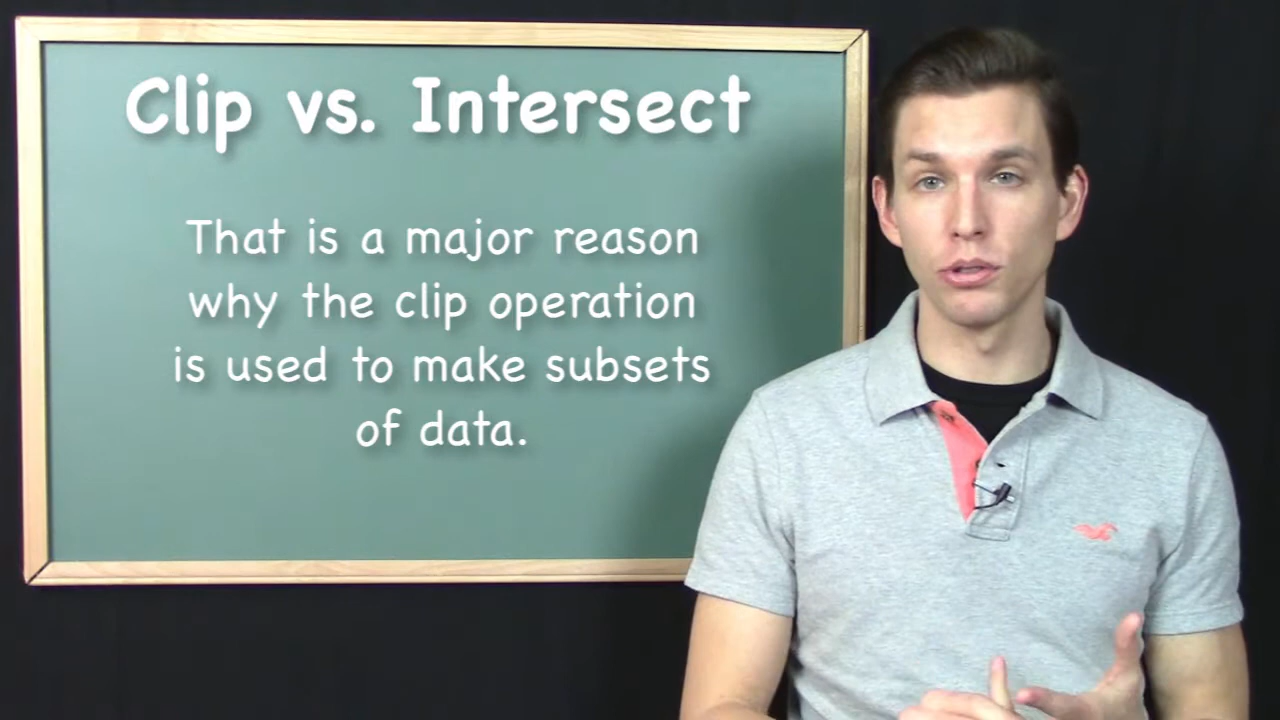 Clip vs. Intersect
That is a major reason
why the clip operation
is used to make subsets
of data.